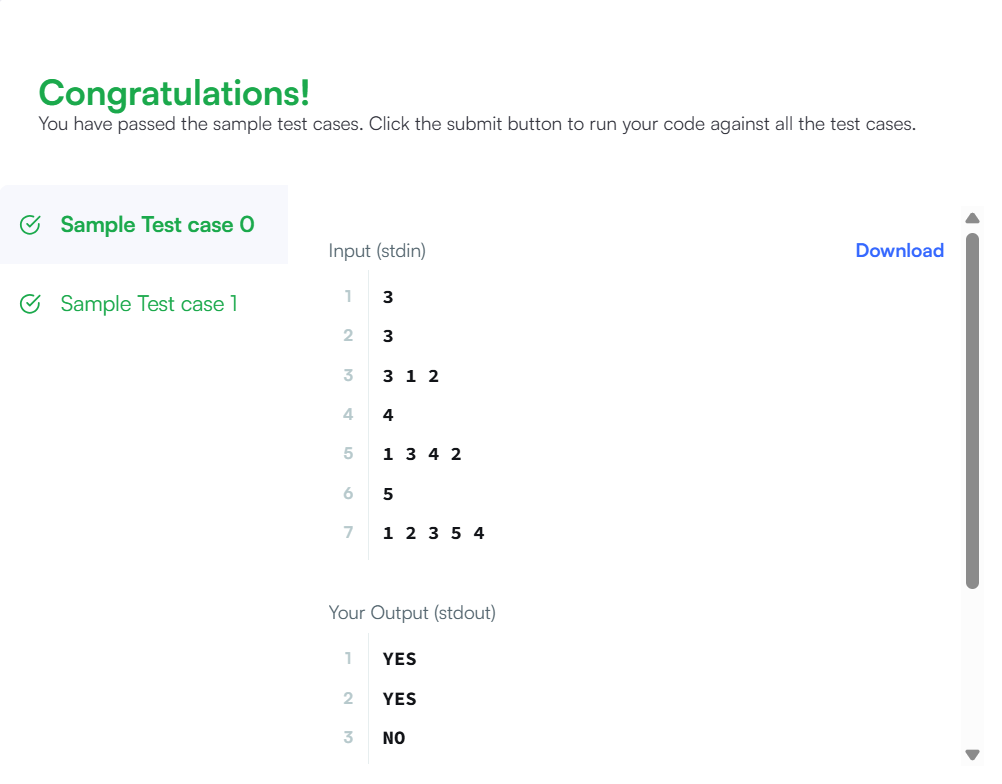 Congratulations!
You have passed the sample test cases. Click the submit button to run your code against all the test cases.
Sample Test case 0
Sample Test case 1
Input (stdin)
Download
1 3
2 3
3 3 1 2
4 4
5 1 3 4 2
6 5
7 1 2 3 5 4
Your Output (stdout)
1 YES
2 YES
3 NO